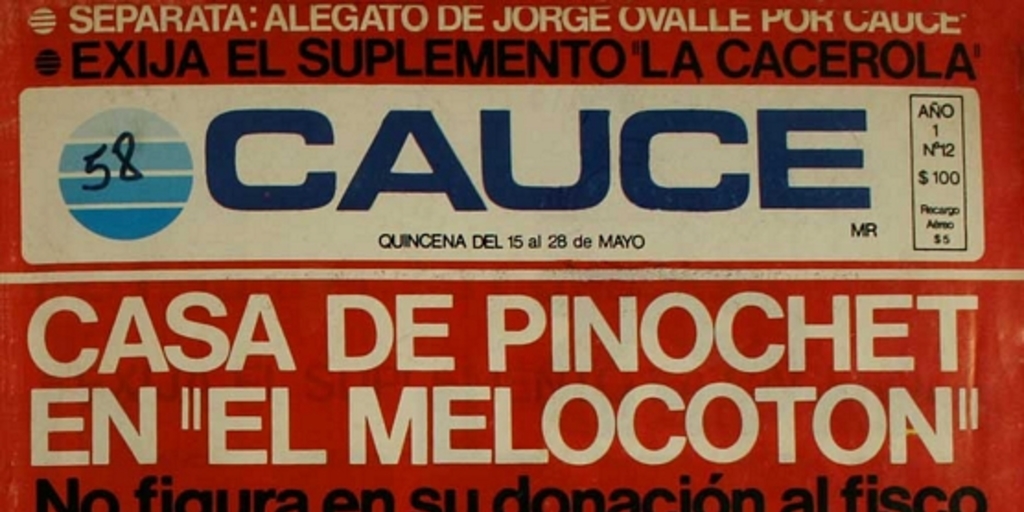 SEPARATA: ALEGATO DE JORGE OVALLE POR CAUCE
EXIJA EL SUPLEMENTO "LA CACEROLA"
58
CAUCE
MR
QUINCENA DEL 15 al 28 de MAYO
AÑO
1
Nº12
$ 100
Recargo
Aéreo
$ 5
CASA DE PINOCHET
EN "EL MELOCOTON"
No figura en su donación al fisco